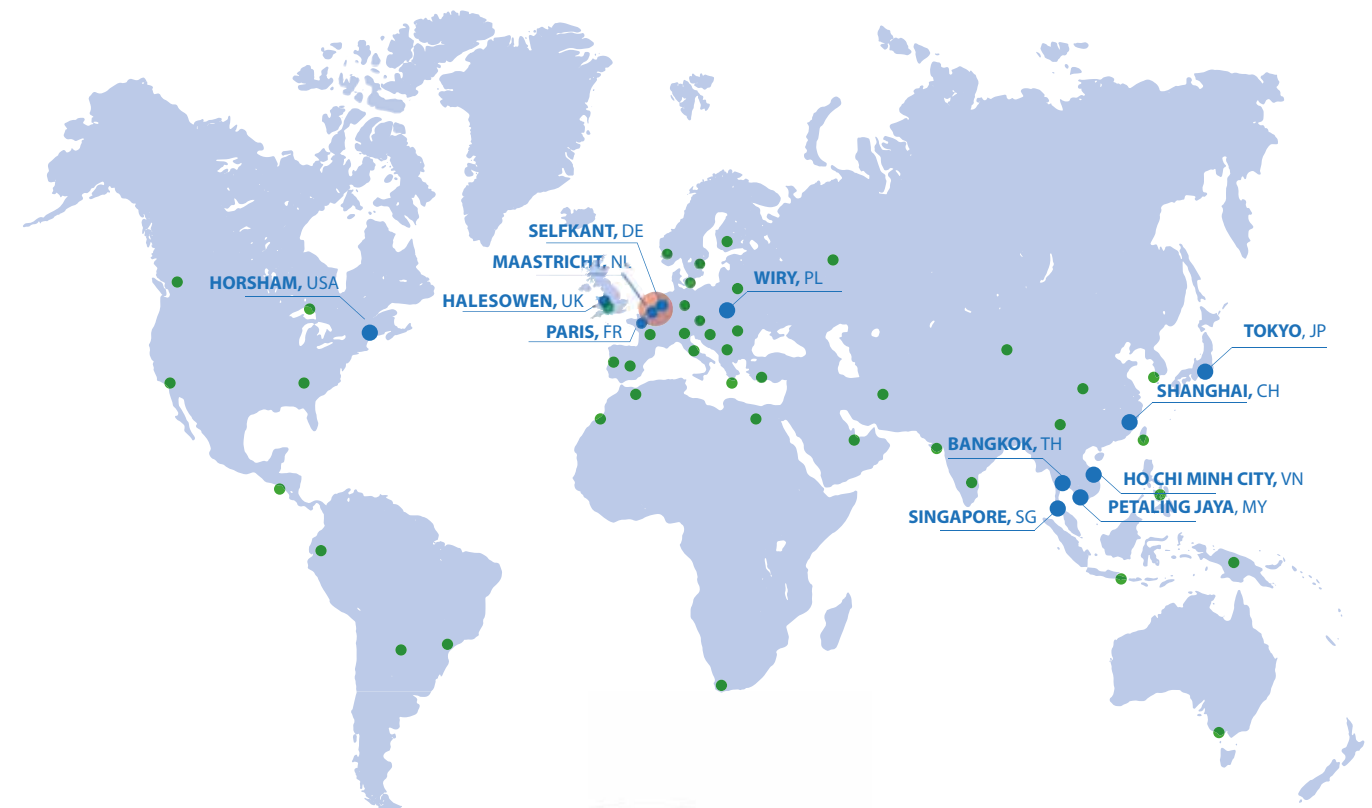 SELFKANT, DE
MAASTRICHT, NL
WIRY, PL
HORSHAM, USA
HALESOWEN, UK
PARIS, FR
TOKYO, JP
SHANGHAI, CH
BANGKOK, TH
HO CHI MINH CITY, VN
PETALING JAYA, MY
SINGAPORE, SG